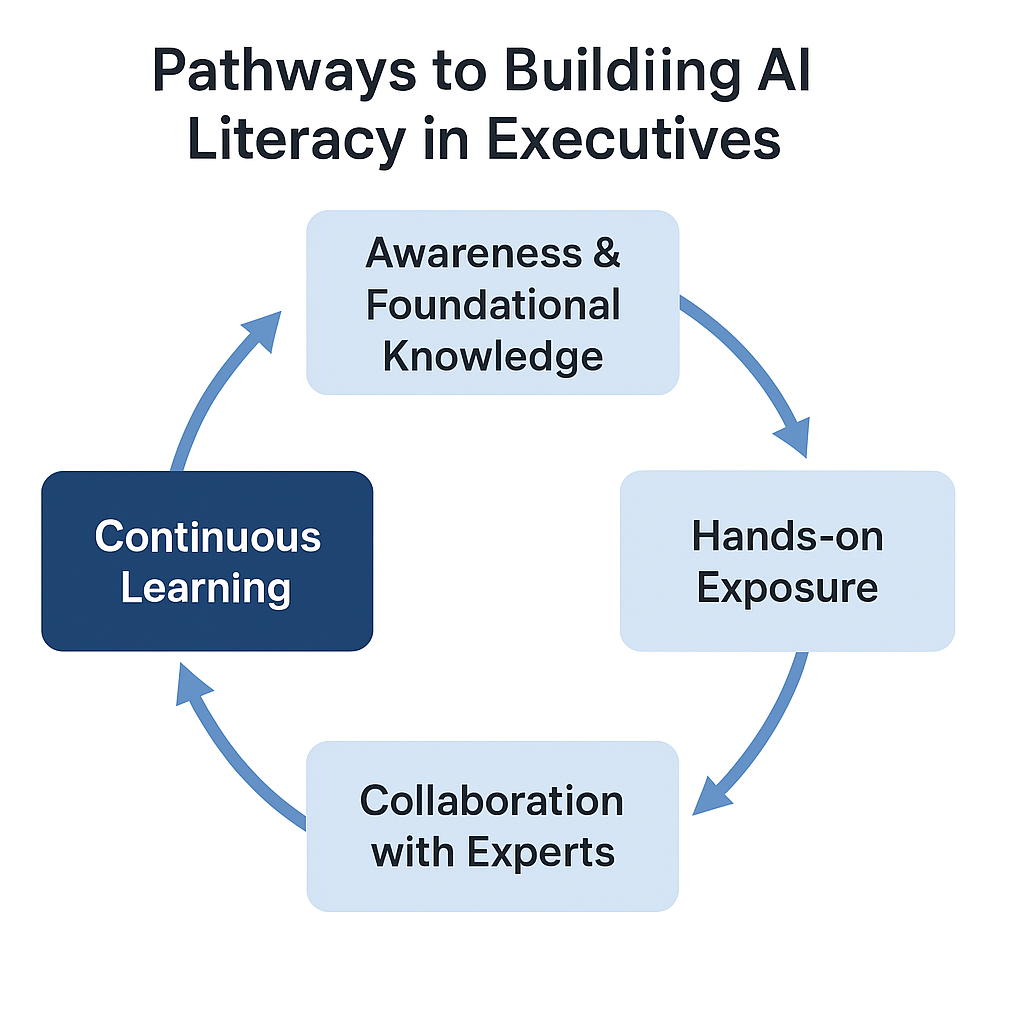 Pathways to Buildiing AI
Literacy in Executives
Awareness &
Foundational
Knowledge
Hands-on
Exposure
Collaboration
with Experts
Continuous
Learning